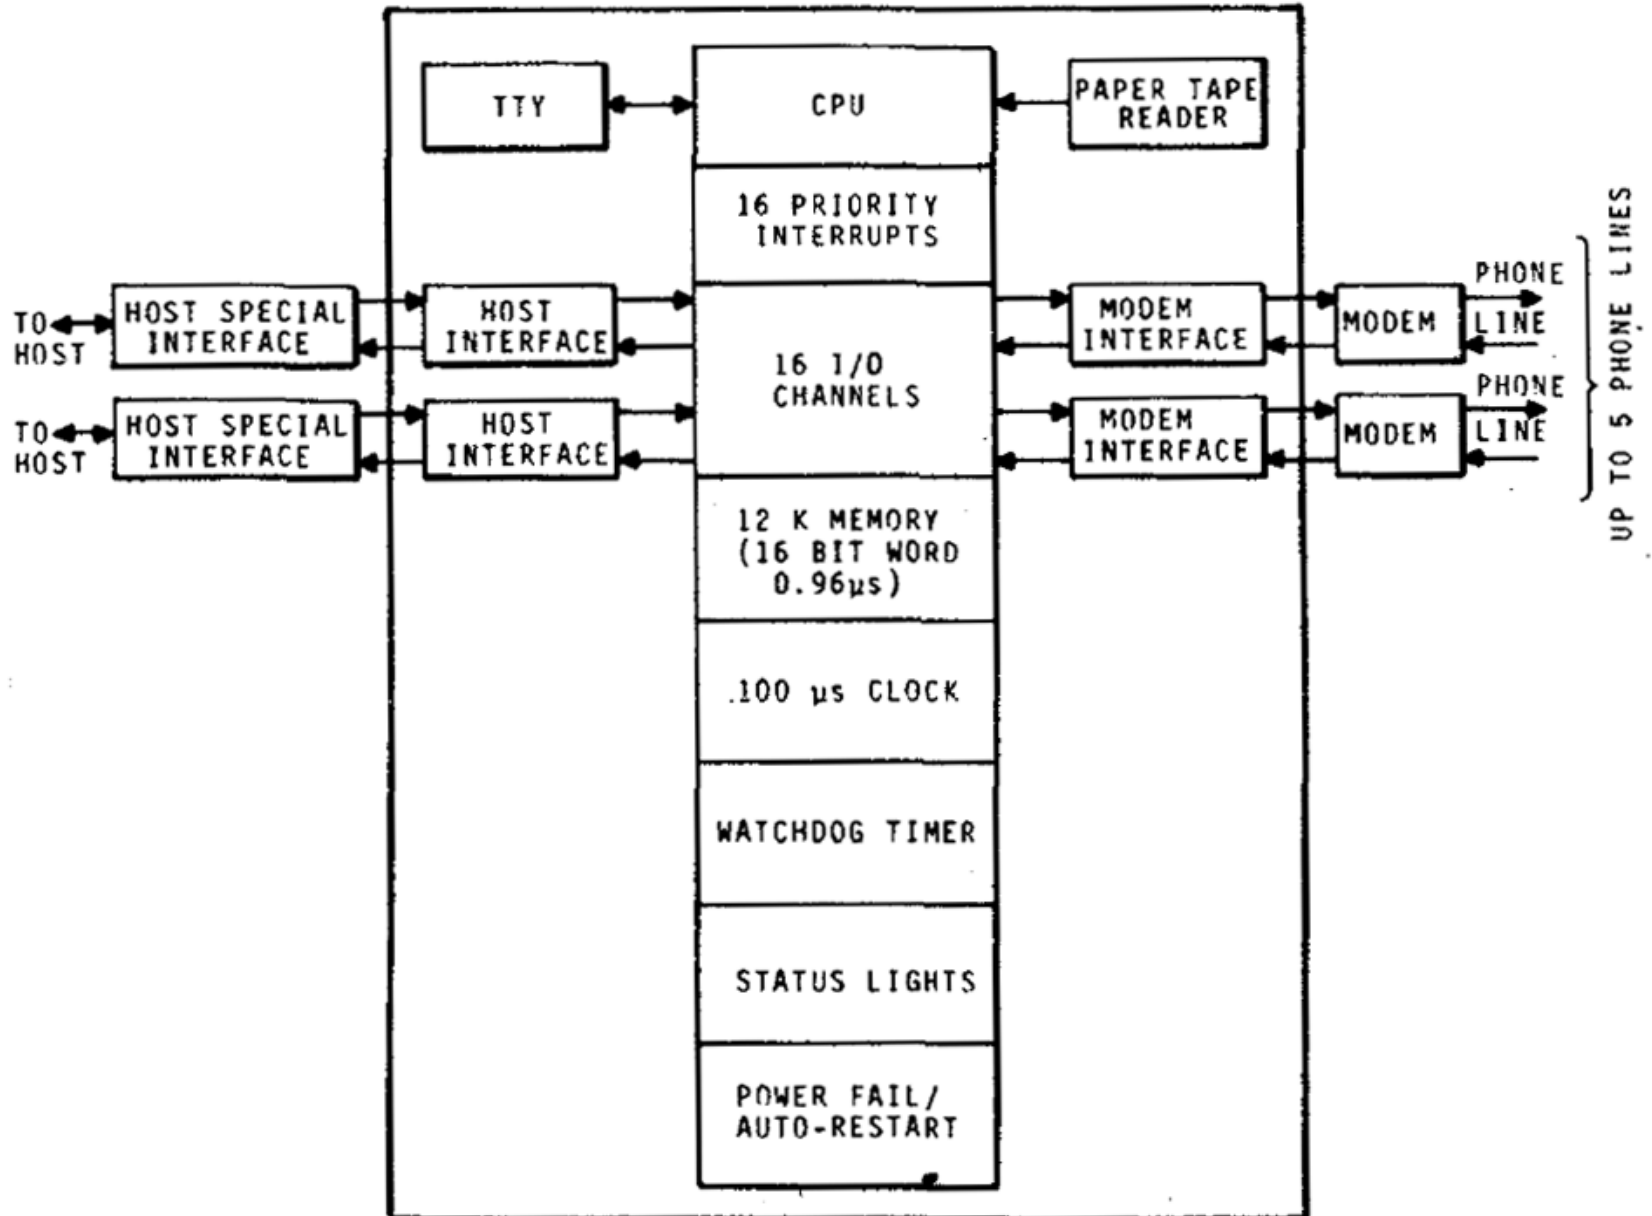 TTY
CPU
PAPER TAPE
READER
16 PRIORITY
INTERRUPTS
TO
HOST
HOST SPECIAL
INTERFACE
HOST
INTERFACE
16 I/O
CHANNELS
MODEM
INTERFACE
MODEM
PHONE
LINE
TO
HOST
HOST SPECIAL
INTERFACE
HOST
INTERFACE
MODEM
INTERFACE
MODEM
PHONE
LINE
UP TO 5 PHONE LINES
12 K MEMORY
(16 BIT WORD
0.96µs)
100 µs CLOCK
WATCHDOG TIMER
STATUS LIGHTS
POWER FAIL/
AUTO-RESTART